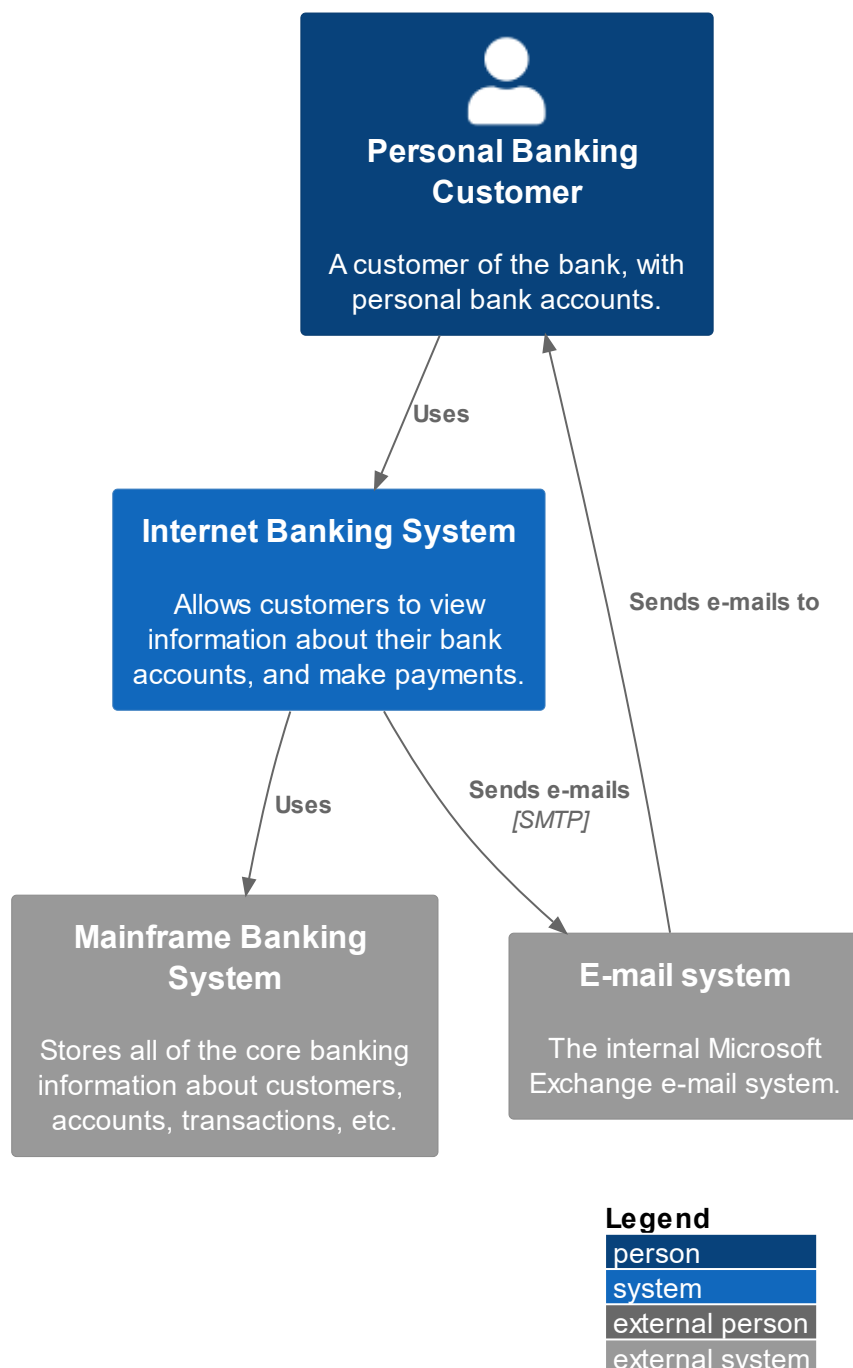 Personal Banking
Customer
A customer of the bank, with
personal bank accounts.
Uses
Internet Banking System
Allows customers to view
information about their bank
accounts, and make payments.
Sends e-mails to
Uses
Sends e-mails
[SMTP]
Mainframe Banking
System
Stores all of the core banking
information about customers,
accounts, transactions, etc.
E-mail system
The internal Microsoft
Exchange e-mail system.
Legend
person
system
external person
external system